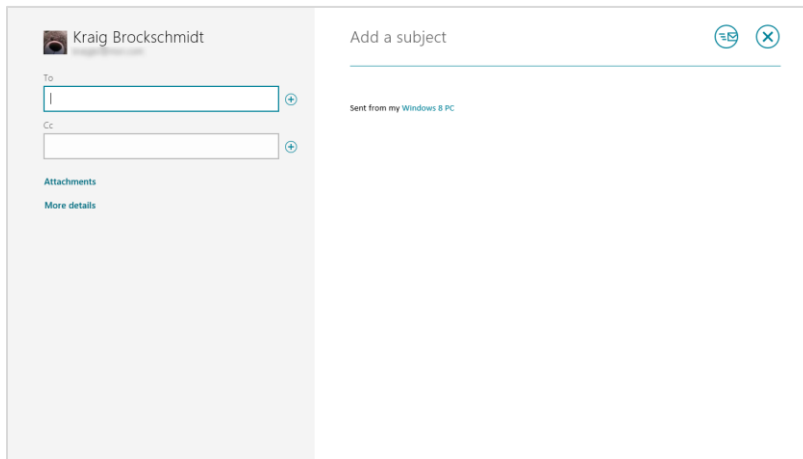 Kraig Brockschmidt
To
Cc
Attachments
More details
Add a subject
Sent from my Windows 8 PC